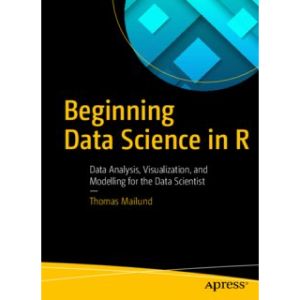 Beginning
Data Science in R
Data Analysis, Visualization, and
Modelling for the Data Scientist
—
Thomas Mailund
Apress®